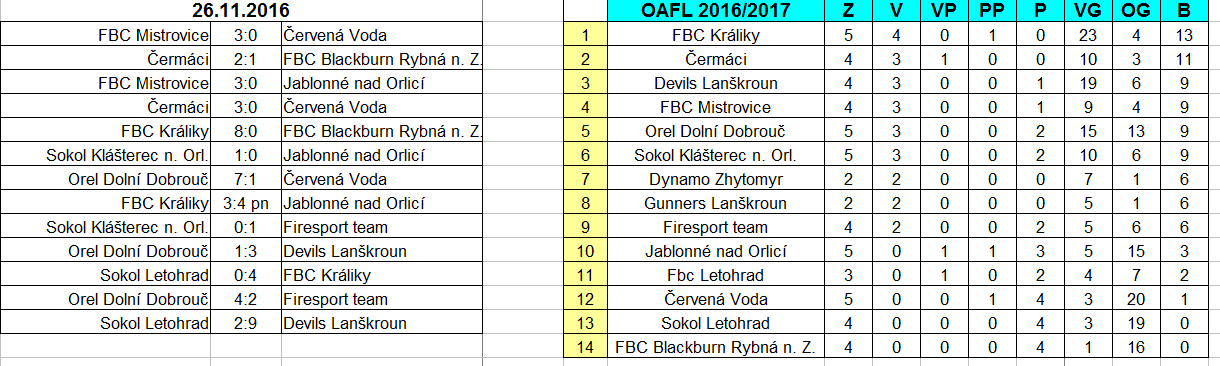 26.11.2016 OAFL 2016/2017 Z V VP PP P VG OG B
FBC Mistrovice 3:0 Červená Voda 1 FBC Králiky 5 4 0 1 0 23 4 13
Čermáci 2:1 FBC Blackburn Rybná n. Z. 2 Čermáci 4 3 1 0 0 10 3 11
FBC Mistrovice 3:0 Jablonné nad Orlicí 3 Devils Lanškroun 4 3 0 0 1 19 6 9
Čermáci 3:0 Červená Voda 4 FBC Mistrovice 4 3 0 0 1 9 4 9
FBC Králiky 8:0 FBC Blackburn Rybná n. Z. 5 Orel Dolní Dobrouč 5 3 0 0 2 15 13 9
Sokol Klášterec n. Orl. 1:0 Jablonné nad Orlicí 6 Sokol Klášterec n. Orl. 5 3 0 0 2 10 6 9
Orel Dolní Dobrouč 7:1 Červená Voda 7 Dynamo Zhytomyr 2 2 0 0 0 7 1 6
FBC Králiky 3:4 pn Jablonné nad Orlicí 8 Gunners Lanškroun 2 2 0 0 0 5 1 6
Sokol Klášterec n. Orl. 0:1 Firesport team 9 Firesport team 4 2 0 0 2 5 6 6
Orel Dolní Dobrouč 1:3 Devils Lanškroun 10 Jablonné nad Orlicí 5 0 1 1 3 5 15 3
Sokol Letohrad 0:4 FBC Králiky 11 Fbc Letohrad 3 0 1 0 2 4 7 2
Orel Dolní Dobrouč 4:2 Firesport team 12 Červená Voda 5 0 0 1 4 3 20 1
Sokol Letohrad 2:9 Devils Lanškroun 13 Sokol Letohrad 4 0 0 0 4 3 19 0
14 FBC Blackburn Rybná n. Z. 4 0 0 0 4 1 16 0